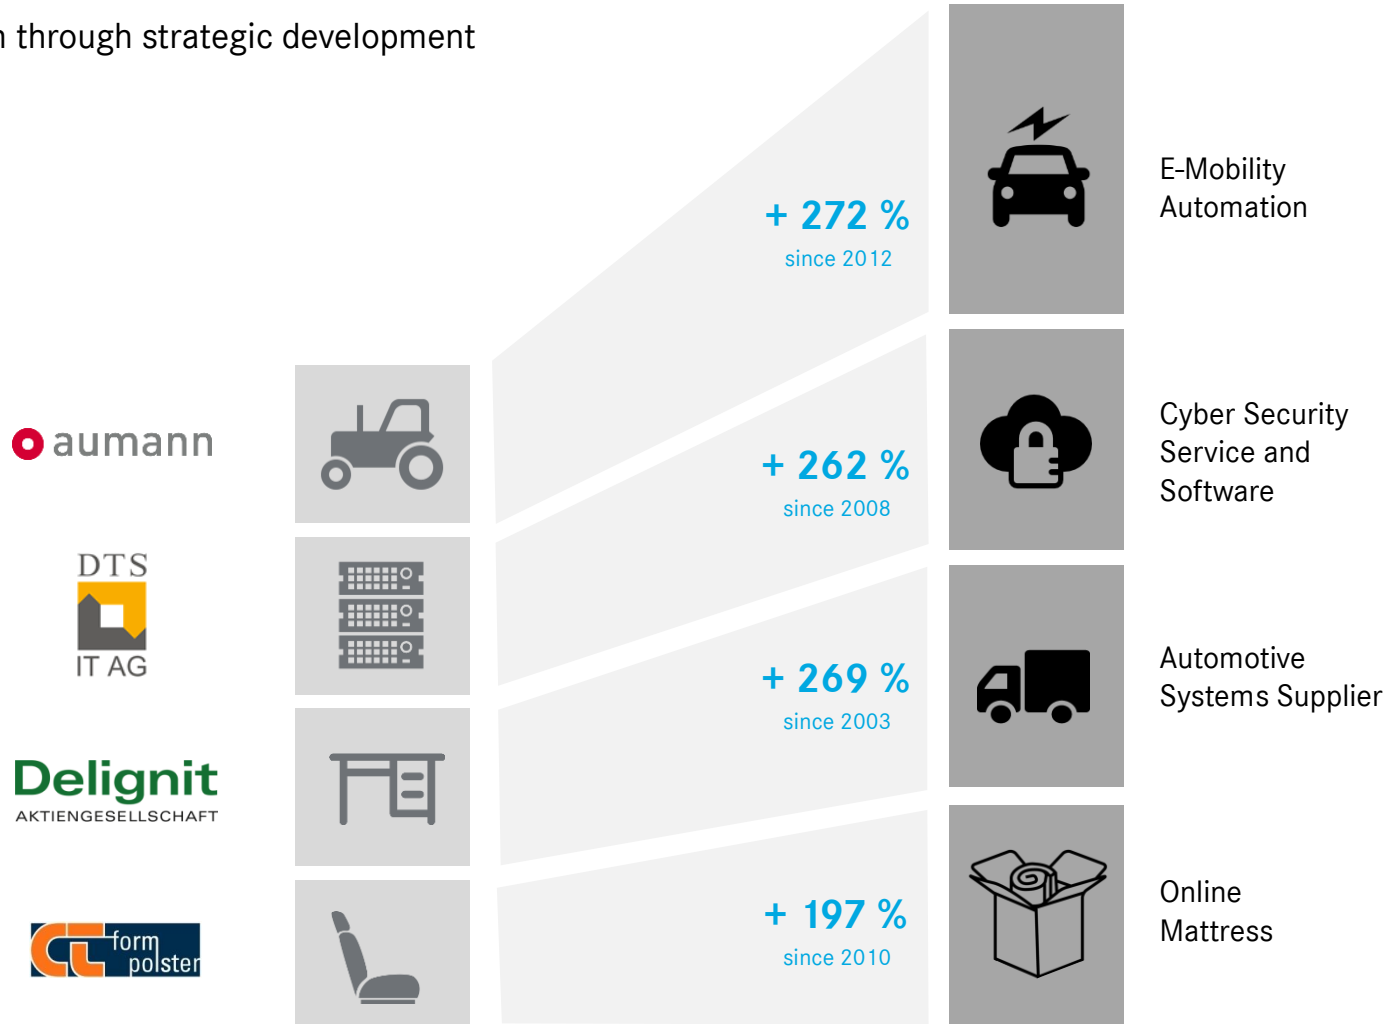 through strategic development
+ 272 %
since 2012
E-Mobility
Automation
aumann
+ 262 %
since 2008
Cyber Security
Service and
Software
DTS
IT AG
+ 269 %
since 2003
Automotive
Systems Supplier
Delignit
AKTIENGESELLSCHAFT
+ 197 %
since 2010
Online
Mattress
form
polster